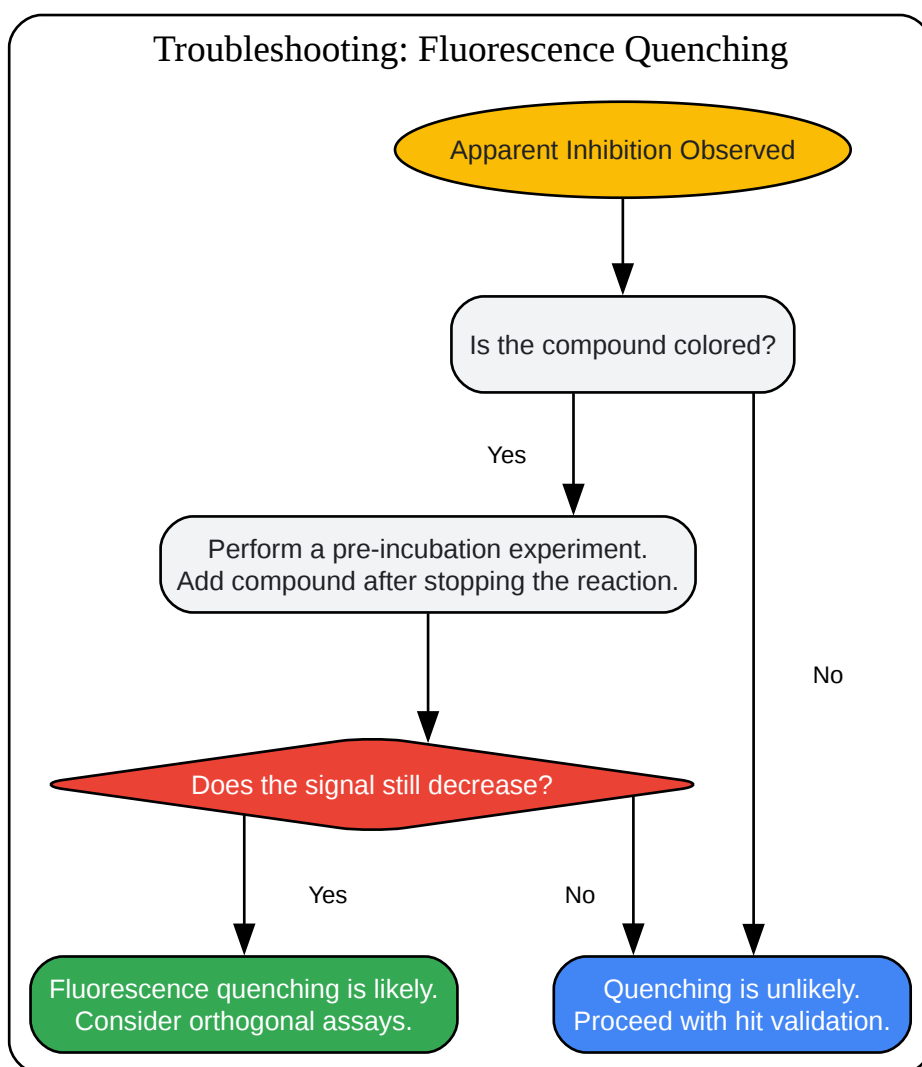 Troubleshooting: Fluorescence Quenching
Apparent Inhibition Observed
Is the compound colored?
Yes
Perform a pre-incubation experiment.
Add compound after stopping the reaction.
No
Does the signal still decrease?
Yes
No
Fluorescence quenching is likely.
Consider orthogonal assays.
Quenching is unlikely.
Proceed with hit validation.